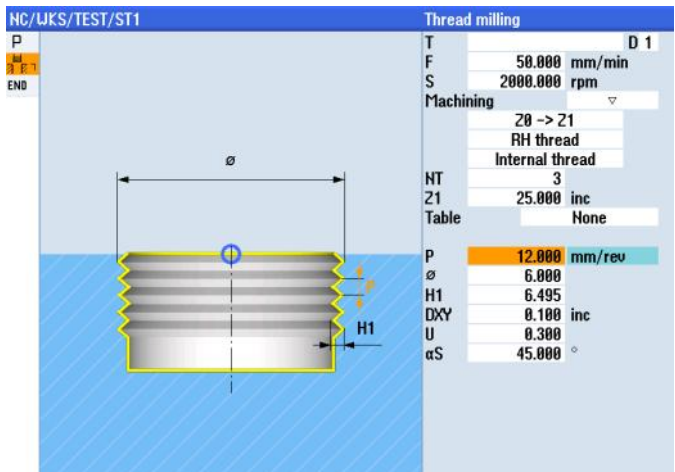 NC/WKS/TEST/ST1
Thread milling
P
END
T D 1
F 50.000 mm/min
S 2000.000 rpm
Machining ▽
Z0 -> Z1
RH thread
Internal thread
NT 3
Z1 25.000 inc
Table None
P 12.000 mm/rev
ø 6.000
H1 6.495
DXY 0.100 inc
U 0.300
αS 45.000 °
ø
P
H1